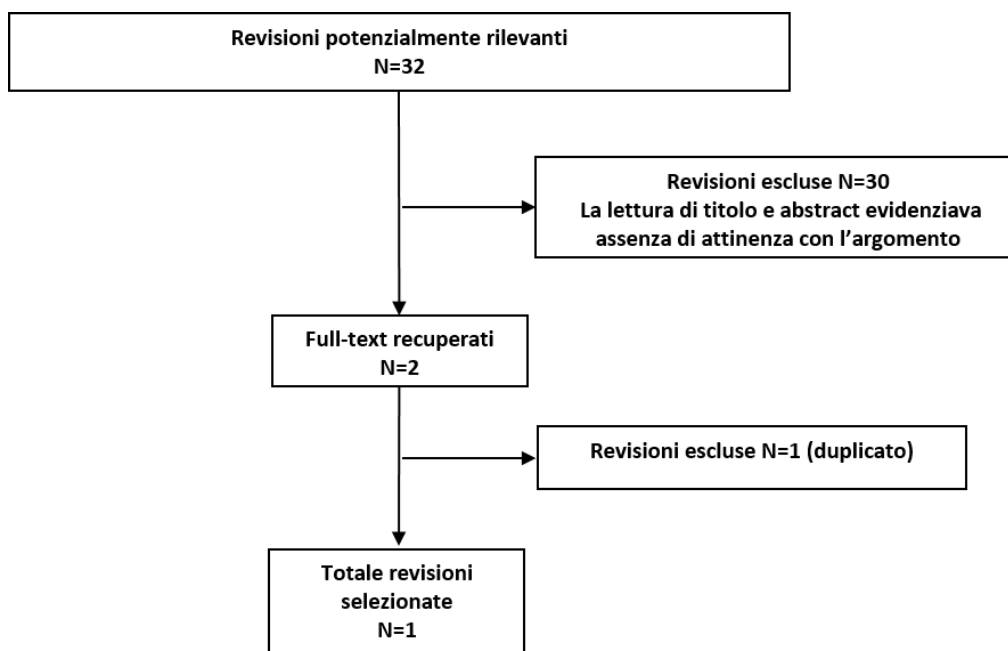 Revisioni potenzialmente rilevanti
N=32
Revisioni escluse N=30
La lettura di titolo e abstract evidenziava
assenza di attinenza con l’argomento
Full-text recuperati
N=2
Revisioni escluse N=1 (duplicato)
Totale revisioni
selezionate
N=1